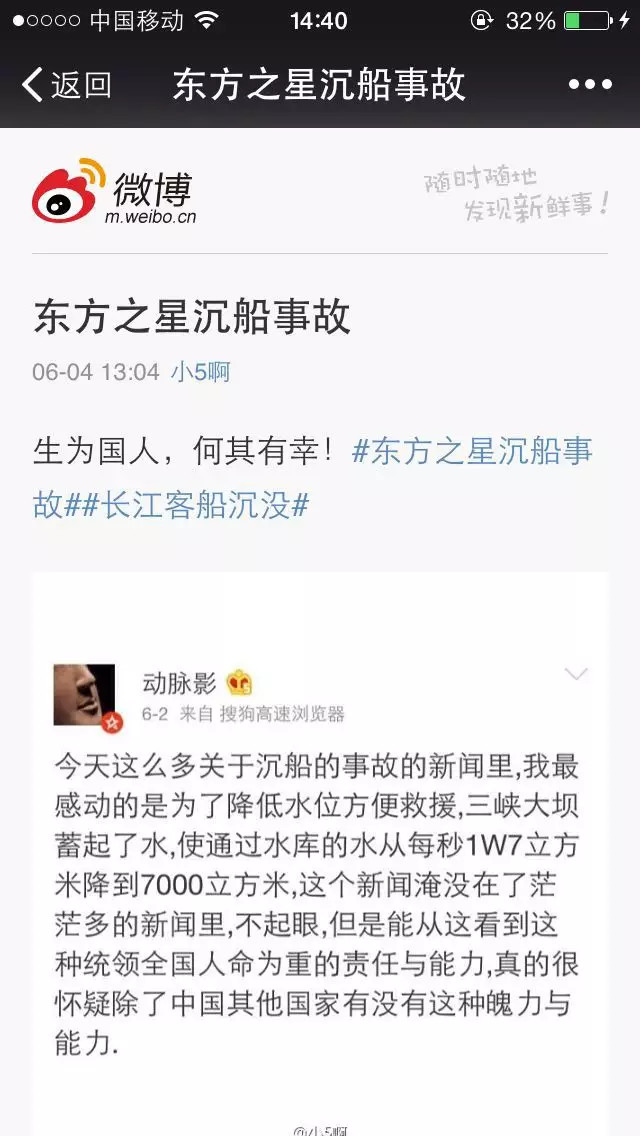 中国移动 14:40 32%
返回 东方之星沉船事故
微博
m.weibo.cn
随时随地
发现新鲜事!
东方之星沉船事故
06-04 13:04 小5啊
生为国人,何其有幸!#东方之星沉船事
故##长江客船沉没#
动脉影
6-2 来自 搜狗高速浏览器
今天这么多关于沉船的事故的新闻里,我最
感动的是为了降低水位方便救援,三峡大坝
蓄起了水,使通过水库的水从每秒1W7立方
米降到7000立方米,这个新闻淹没在了茫
茫多的新闻里,不起眼,但是能从这看到这
种统领全国人命为重的责任与能力,真的很
怀疑除了中国其他国家有没有这种魄力与
能力.
@小5啊